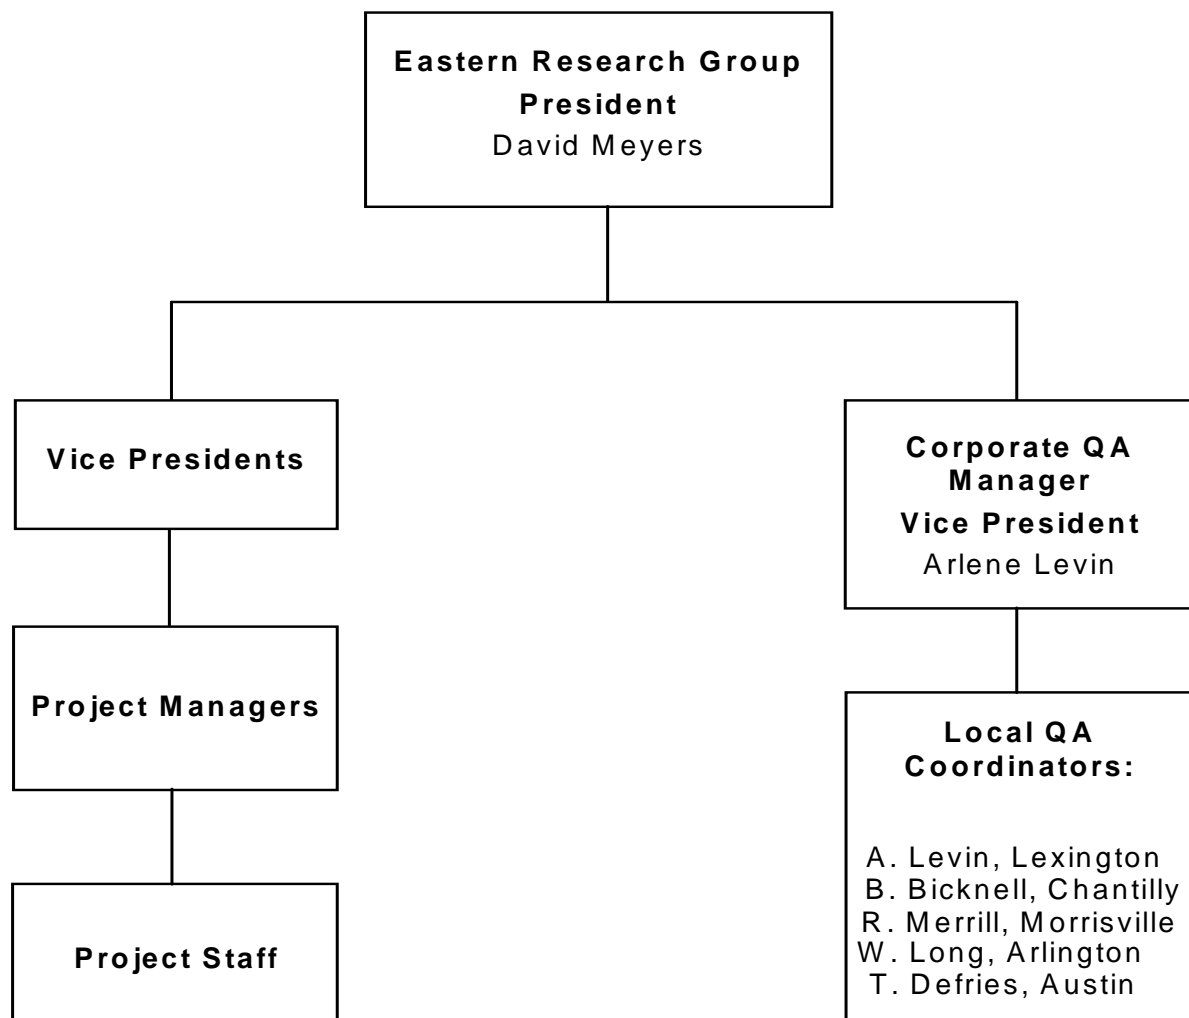 Eastern Research Group
President
David Meyers
Vice Presidents
Corporate QA
Manager
Vice President
Arlene Levin
Project Managers
Local QA
Coordinators:
A. Levin, Lexington
B. Bicknell, Chantilly
R. Merrill, Morrisville
W. Long, Arlington
T. Defries, Austin
Project Staff